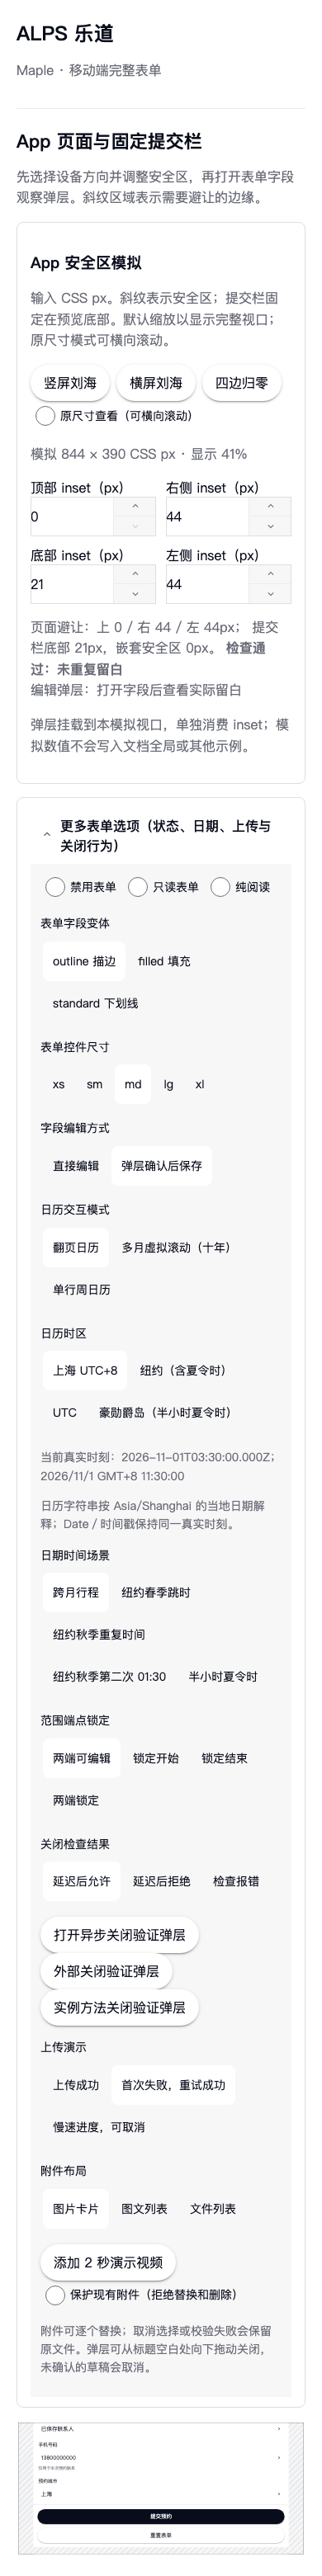 ALPS 乐道
Maple · 移动端完整表单
App 页面与固定提交栏
先选择设备方向并调整安全区，再打开表单字段
观察弹层。斜纹区域表示需要避让的边缘。
App 安全区模拟
输入 CSS px。斜纹表示安全区；提交栏固
定在预览底部。默认缩放以显示完整视口；
原尺寸模式可横向滚动。
竖屏刘海 横屏刘海 四边归零
原尺寸查看（可横向滚动）
模拟 844 × 390 CSS px · 显示 41%
顶部 inset（px） 右侧 inset（px）
0 44
底部 inset（px） 左侧 inset（px）
21 44
页面避让：上 0 / 右 44 / 左 44px； 提交
栏底部 21px，嵌套安全区 0px。 检查通
过：未重复留白
编辑弹层：打开字段后查看实际留白
弹层挂载到本模拟视口，单独消费 inset；模
拟数值不会写入文档全局或其他示例。
更多表单选项（状态、日期、上传与
关闭行为）
禁用表单 只读表单 纯阅读
表单字段变体
outline 描边 filled 填充
standard 下划线
表单控件尺寸
xs sm md lg xl
字段编辑方式
直接编辑 弹层确认后保存
日历交互模式
翻页日历 多月虚拟滚动（十年）
单行周日历
日历时区
上海 UTC+8 纽约（含夏令时）
UTC 豪勋爵岛（半小时夏令时）
当前真实时刻：2026-11-01T03:30:00.000Z；
2026/11/1 GMT+8 11:30:00
日历字符串按 Asia/Shanghai 的当地日期解
释；Date / 时间戳保持同一真实时刻。
日期时间场景
跨月行程 纽约春季跳时
纽约秋季重复时间
纽约秋季第二次 01:30 半小时夏令时
范围端点锁定
两端可编辑 锁定开始 锁定结束
两端锁定
关闭检查结果
延迟后允许 延迟后拒绝 检查报错
打开异步关闭验证弹层
外部关闭验证弹层
实例方法关闭验证弹层
上传演示
上传成功 首次失败，重试成功
慢速进度，可取消
附件布局
图片卡片 图文列表 文件列表
添加 2 秒演示视频
保护现有附件（拒绝替换和删除）
附件可逐个替换；取消选择或校验失败会保留
原文件。弹层可从标题空白处向下拖动关闭，
未确认的草稿会取消。
已保存联系人
手机号码
13800000000
预约城市
上海
提交预约
重置表单